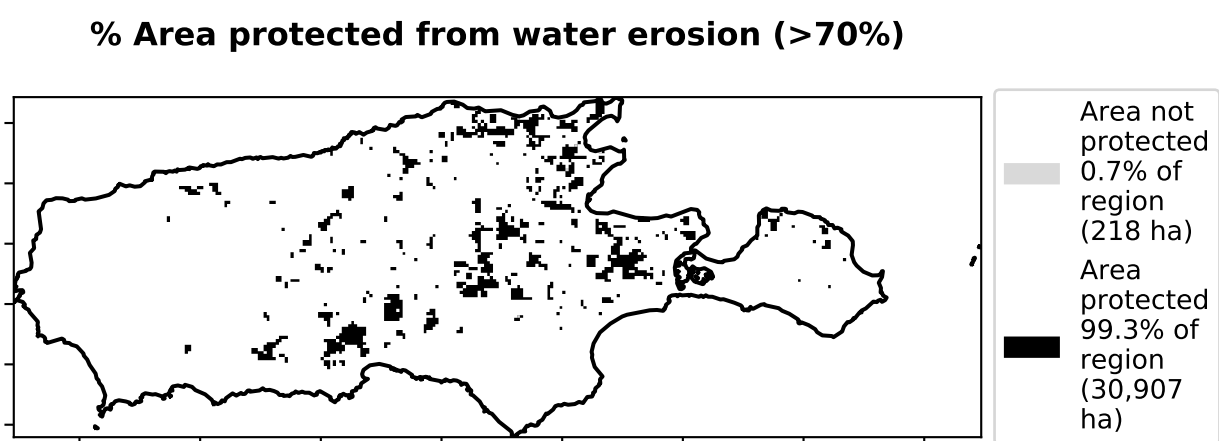 % Area protected from water erosion (>70%)
Area not
protected
0.7% of
region
(218 ha)
Area
protected
99.3% of
region
(30,907
ha)